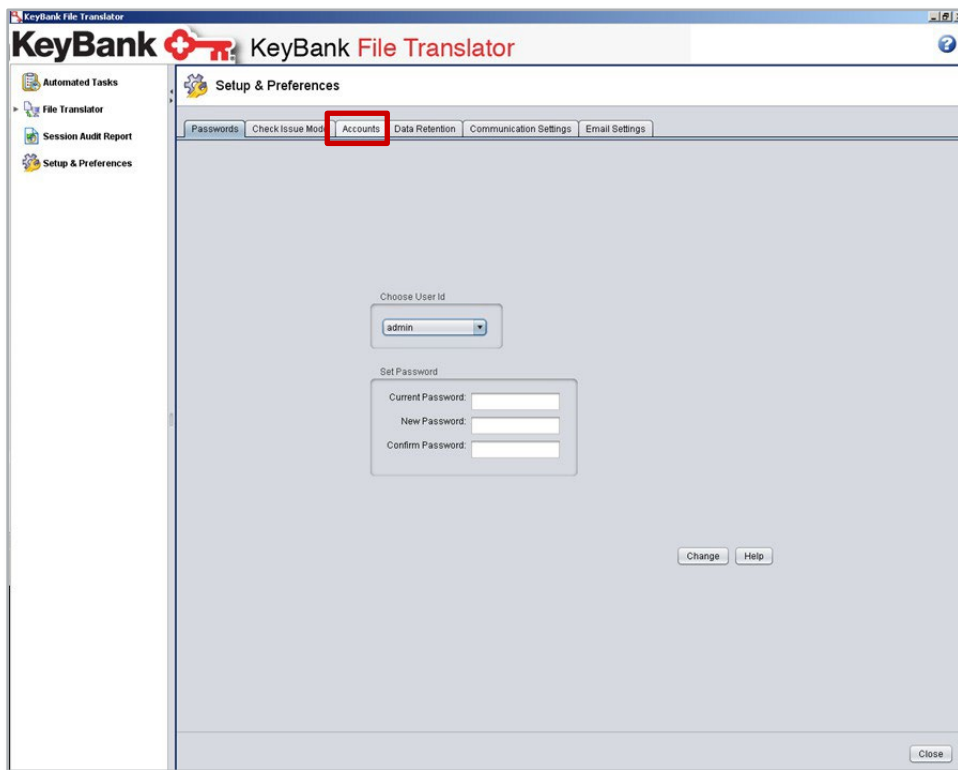 KeyBank File Translator
KeyBank KeyBank File Translator
Automated Tasks
File Translator
Session Audit Report
Setup & Preferences
Setup & Preferences
Passwords Check Issue Mod Accounts Data Retention Communication Settings Email Settings
Choose User Id
admin
Set Password
Current Password:
New Password:
Confirm Password:
Change Help
Close